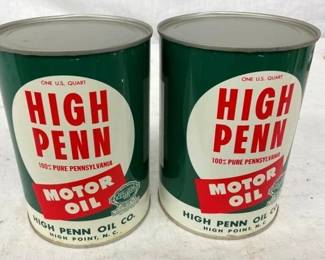 ONE U.S. QUART
HIGH
PENN
100% PURE PENNSYLVANIA
MOTOR
OIL
HIGH PENN OIL CO.
HIGH POINT, N.C.
ONE U.S. QUART
HIGH
PENN
100% PURE PENNSYLVANIA
MOTOR
OIL
HIGH PENN OIL CO.
HIGH POINT, N.C.